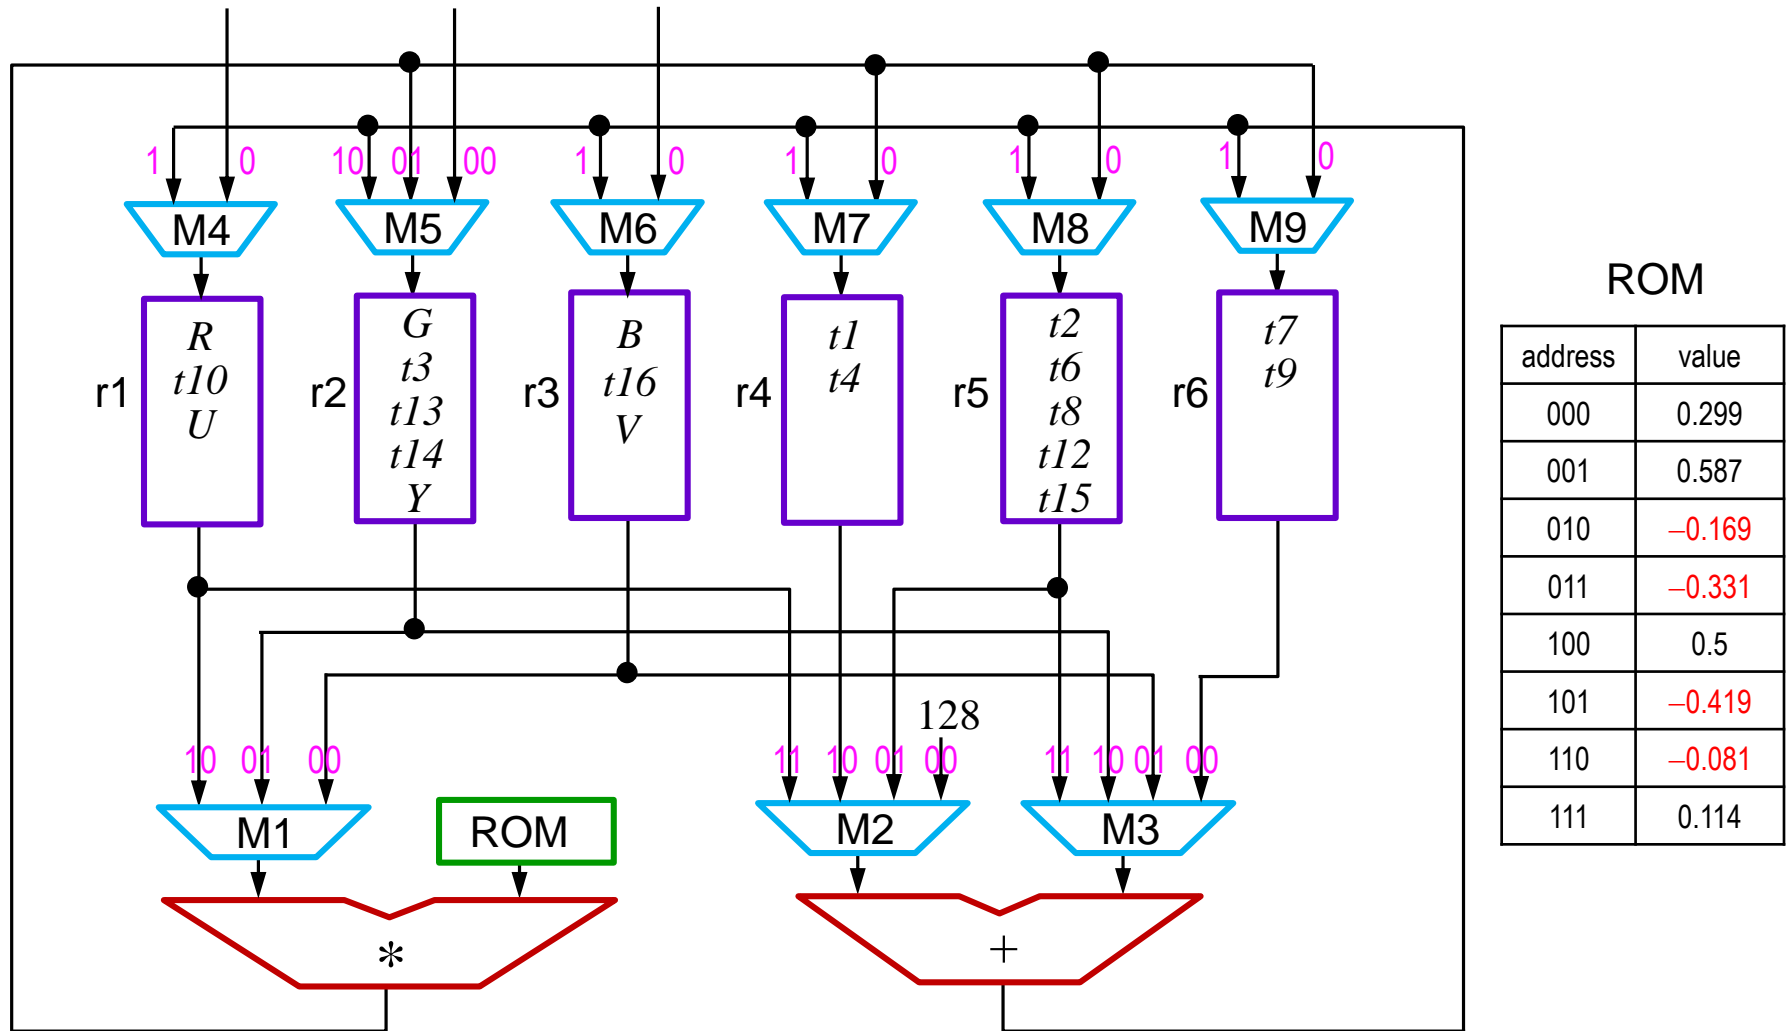 1 0 10 01 00 1 0 1 0 1 0 1 0
M4 M5 M6 M7 M8 M9
ROM
r1 R t10 U
r2 G t3 t13 t14 Y
r3 B t16 V
r4 t1 t4
r5 t2 t6 t8 t12 t15
r6 t7 t9
address value
000 0.299
001 0.587
010 −0.169
011 −0.331
100 0.5
101 −0.419
110 −0.081
111 0.114
128
10 01 00 11 10 01 00 11 10 01 00
M1 ROM M2 M3
* +